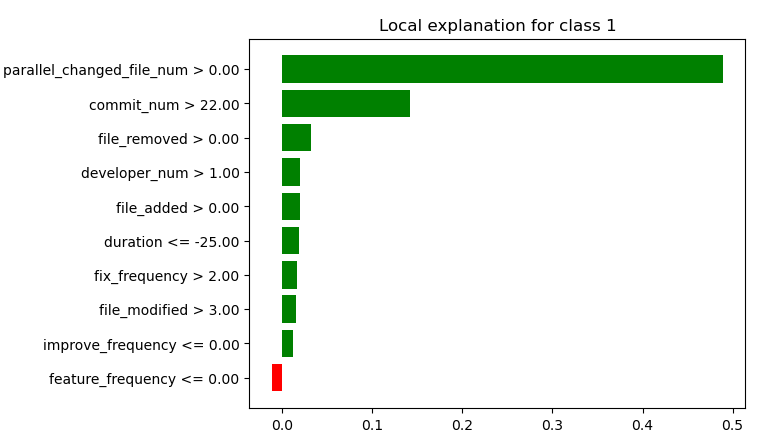 Local explanation for class 1
parallel_changed_file_num > 0.00
commit_num > 22.00
file_removed > 0.00
developer_num > 1.00
file_added > 0.00
duration <= -25.00
fix_frequency > 2.00
file_modified > 3.00
improve_frequency <= 0.00
feature_frequency <= 0.00
0.0 0.1 0.2 0.3 0.4 0.5